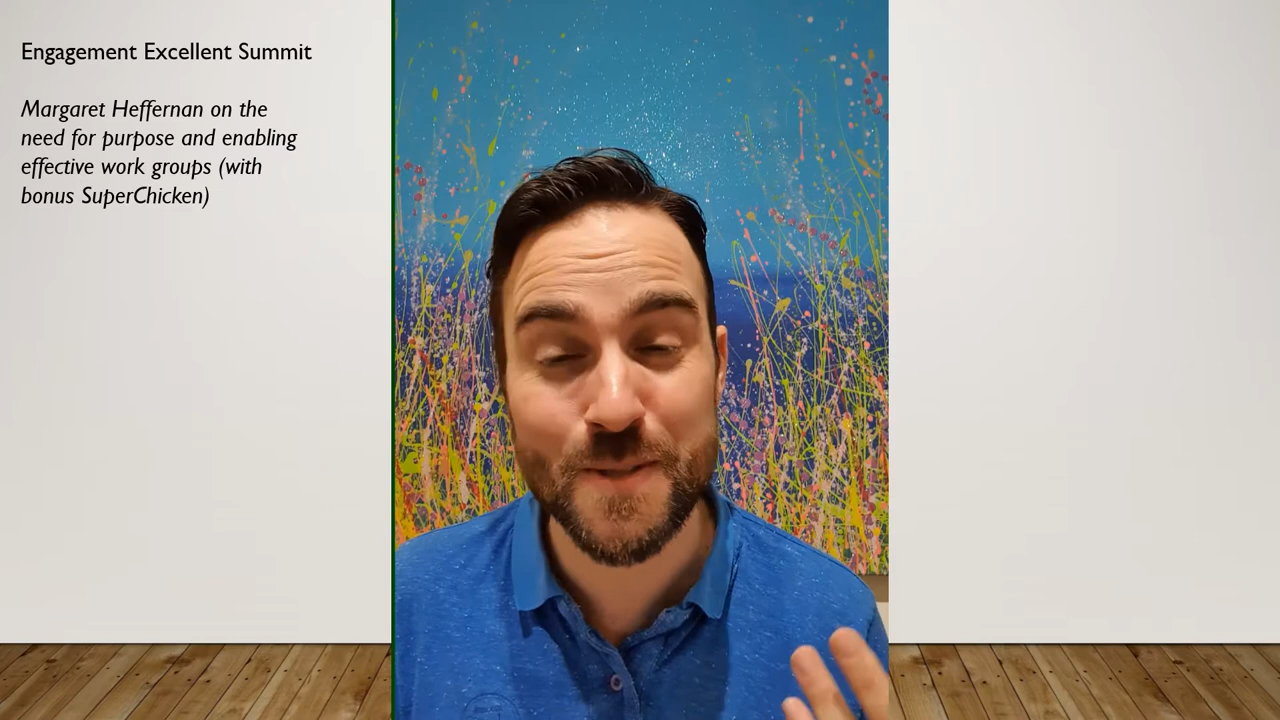 Engagement Excellent Summit
Margaret Heffernan on the
need for purpose and enabling
effective work groups (with
bonus SuperChicken)